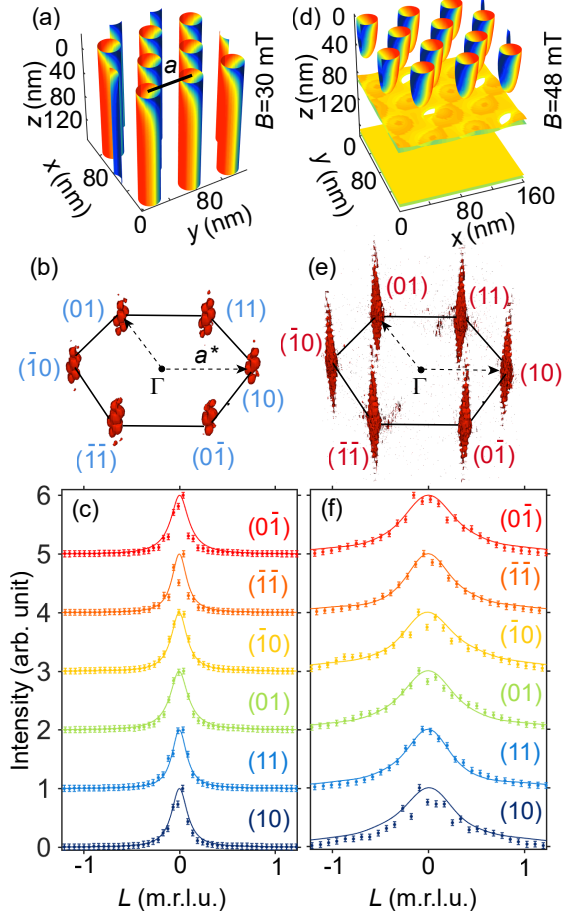 (a)
a
z (nm)
0
40
80
120
x (nm)
80
0
80
y (nm)
B=30 mT
(d)
z (nm)
0
40
80
120
y (nm)
80
0
0
80
160
x (nm)
B=48 mT
(b)
(01)
(11)
(1̄0)
a*
Γ
(10)
(1̄1̄)
(01̄)
(e)
(01)
(11)
(1̄0)
Γ
(10)
(1̄1̄)
(01̄)
Intensity (arb. unit)
6
5
4
3
2
1
0
(c)
(01̄)
(1̄1̄)
(1̄0)
(01)
(11)
(10)
-1
0
1
L (m.r.l.u.)
(f)
(01̄)
(1̄1̄)
(1̄0)
(01)
(11)
(10)
-1
0
1
L (m.r.l.u.)